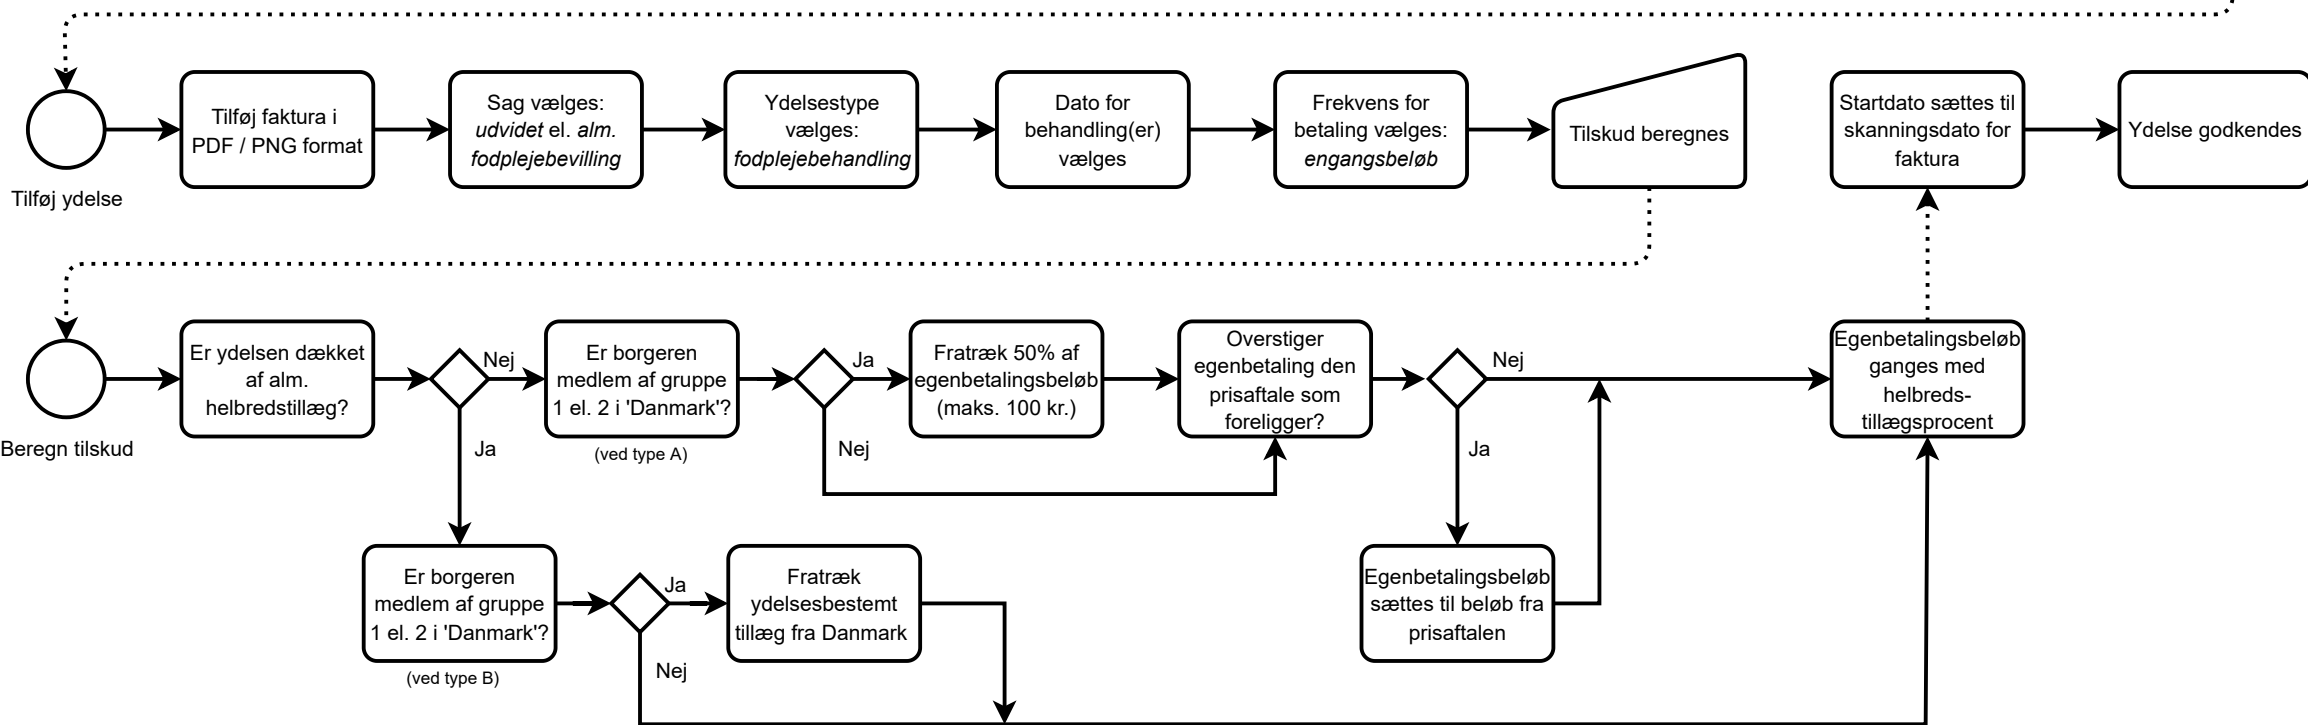 Tilføj faktura i
PDF / PNG format
Sag vælges:
udvidet el. alm.
fodplejebevilling
Ydelsestype
vælges:
fodplejebehandling
Dato for
behandling(er)
vælges
Frekvens for
betaling vælges:
engangsbeløb
Tilskud beregnes
Startdato sættes til
skanningsdato for
faktura
Ydelse godkendes
Tilføj ydelse
Er ydelsen dækket
af alm.
helbredstillæg?
Nej
Er borgeren
medlem af gruppe
1 el. 2 i 'Danmark'?
(ved type A)
Ja
Fratræk 50% af
egenbetalingsbeløb
(maks. 100 kr.)
Overstiger
egenbetaling den
prisaftale som
foreligger?
Nej
Egenbetalingsbeløb
ganges med
helbreds-
tillægsprocent
Beregn tilskud
Ja
Nej
Ja
Er borgeren
medlem af gruppe
1 el. 2 i 'Danmark'?
(ved type B)
Ja
Fratræk
ydelsesbestemt
tillæg fra Danmark
Egenbetalingsbeløb
sættes til beløb fra
prisaftalen
Nej